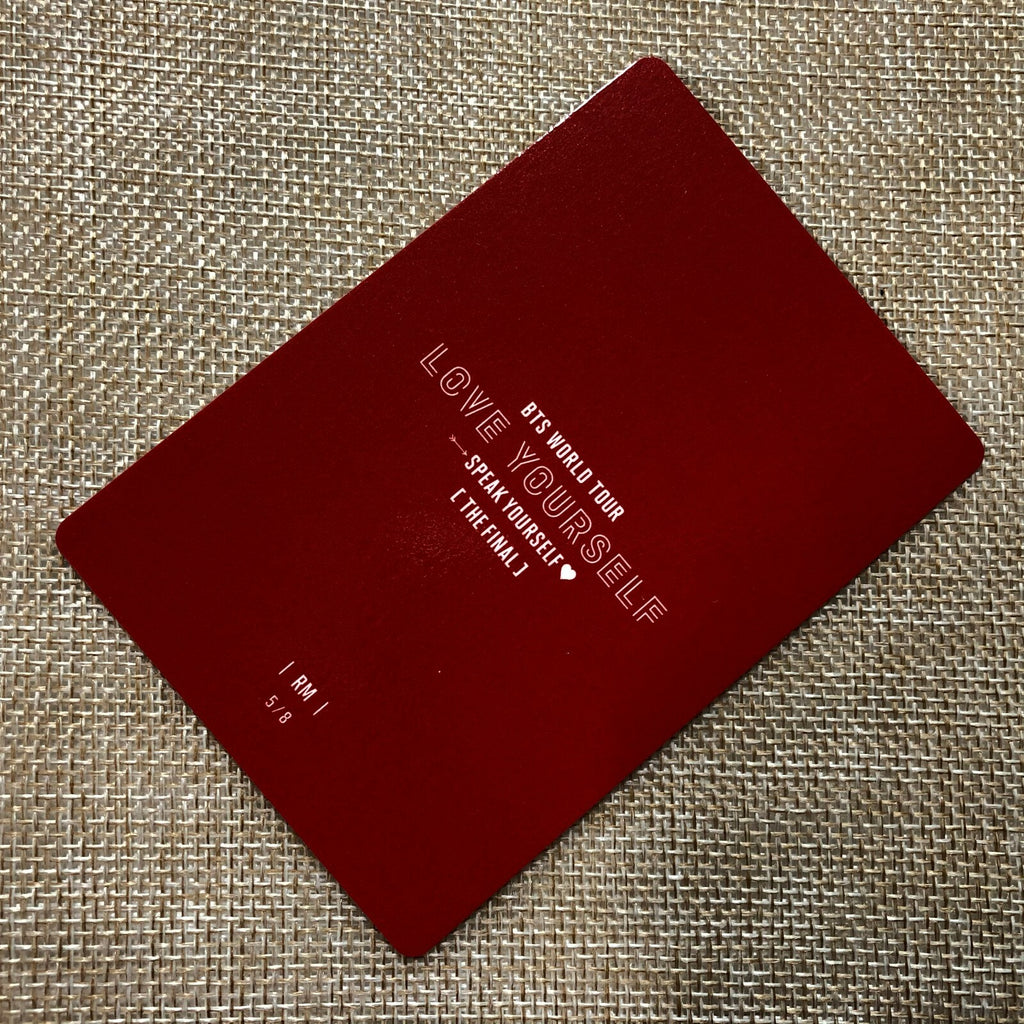 BTS WORLD TOUR
LOVE YOURSELF
SPEAK YOURSELF♥
[ THE FINAL ]
| RM |
5/8